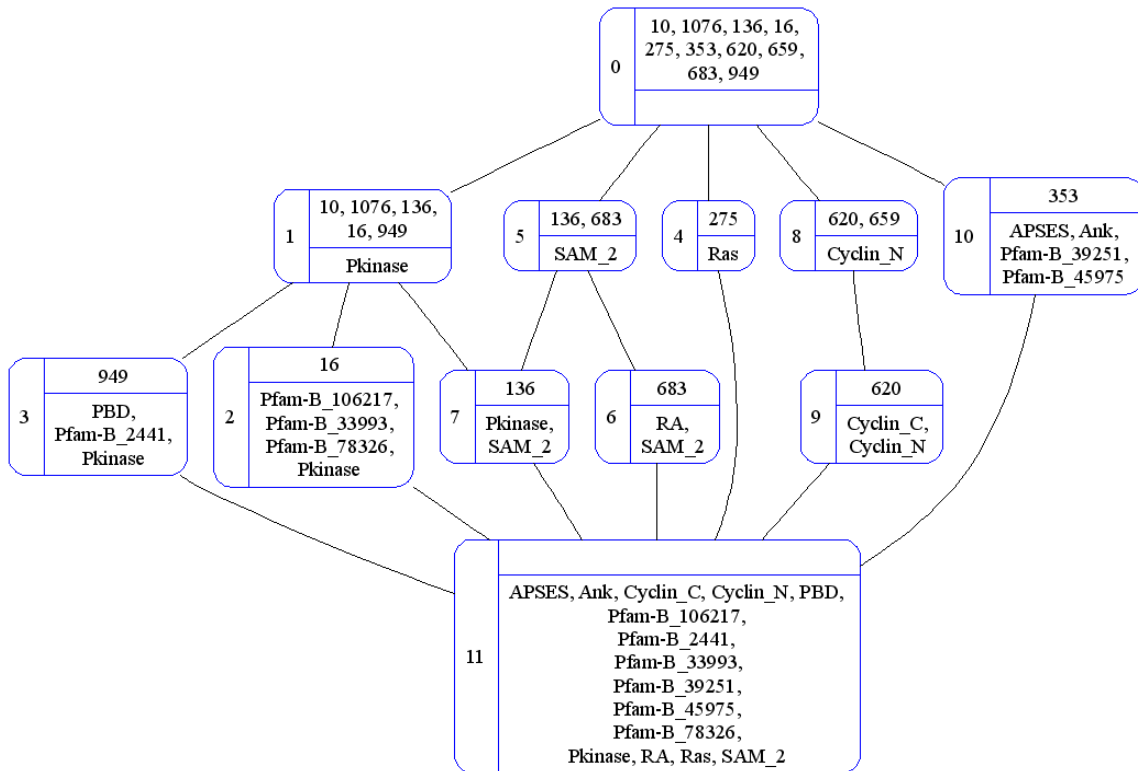 0
10, 1076, 136, 16,
275, 353, 620, 659,
683, 949
1
10, 1076, 136,
16, 949
Pkinase
5
136, 683
SAM_2
4
275
Ras
8
620, 659
Cyclin_N
10
353
APSES, Ank,
Pfam-B_39251,
Pfam-B_45975
3
949
PBD,
Pfam-B_2441,
Pkinase
2
16
Pfam-B_106217,
Pfam-B_33993,
Pfam-B_78326,
Pkinase
7
136
Pkinase,
SAM_2
6
683
RA,
SAM_2
9
620
Cyclin_C,
Cyclin_N
11
APSES, Ank, Cyclin_C, Cyclin_N, PBD,
Pfam-B_106217,
Pfam-B_2441,
Pfam-B_33993,
Pfam-B_39251,
Pfam-B_45975,
Pfam-B_78326,
Pkinase, RA, Ras, SAM_2